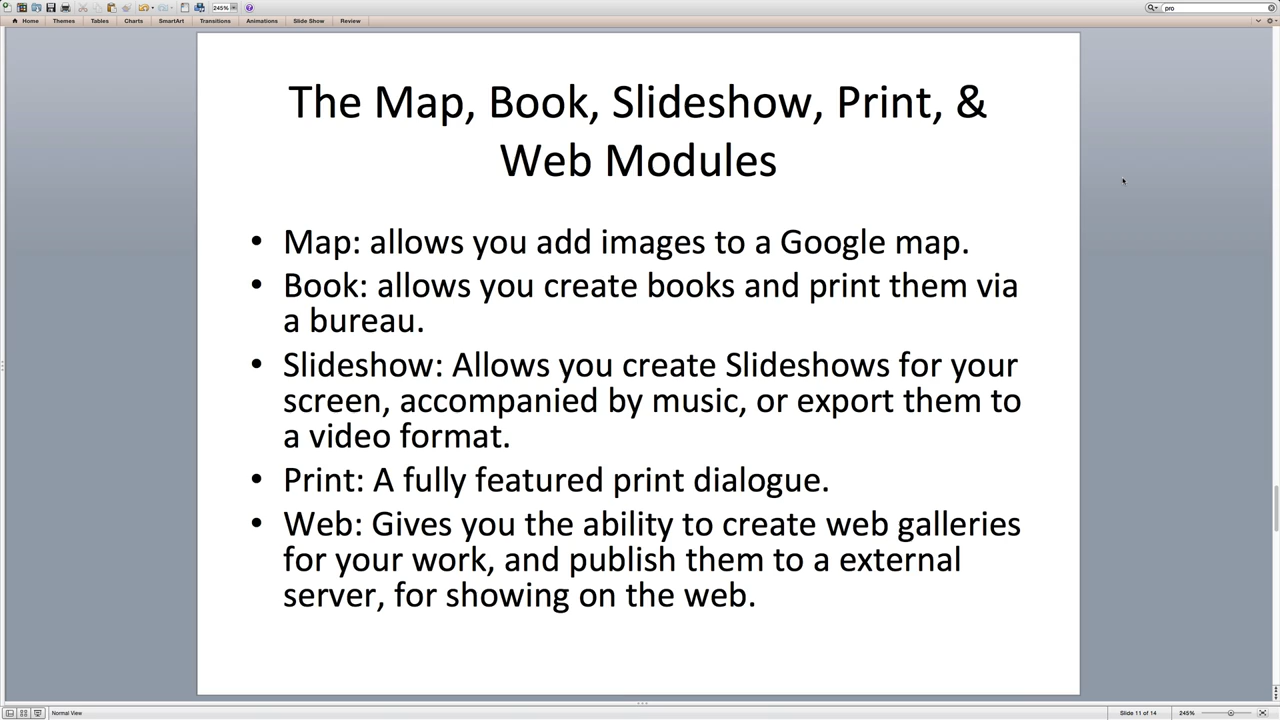 245%
pro
Home Themes Tables Charts SmartArt Transitions Animations Slide Show Review
The Map, Book, Slideshow, Print, &
Web Modules
• Map: allows you add images to a Google map.
• Book: allows you create books and print them via
a bureau.
• Slideshow: Allows you create Slideshows for your
screen, accompanied by music, or export them to
a video format.
• Print: A fully featured print dialogue.
• Web: Gives you the ability to create web galleries
for your work, and publish them to a external
server, for showing on the web.
Normal View Slide 11 of 14 245%